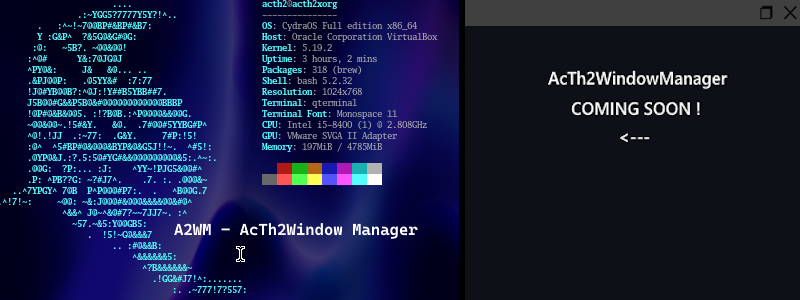 acth2@acth2xorg
---------------
OS: CydraOS Full edition x86_64
Host: Oracle Corporation VirtualBox
Kernel: 5.19.2
Uptime: 3 hours, 2 mins
Packages: 318 (brew)
Shell: bash 5.2.32
Resolution: 1024x768
Terminal: qterminal
Terminal Font: Monospace 11
CPU: Intel i5-8400 (1) @ 2.808GHz
GPU: VMware SVGA II Adapter
Memory: 197MiB / 4785MiB
A2WM - AcTh2Window Manager
AcTh2WindowManager
COMING SOON !
<---